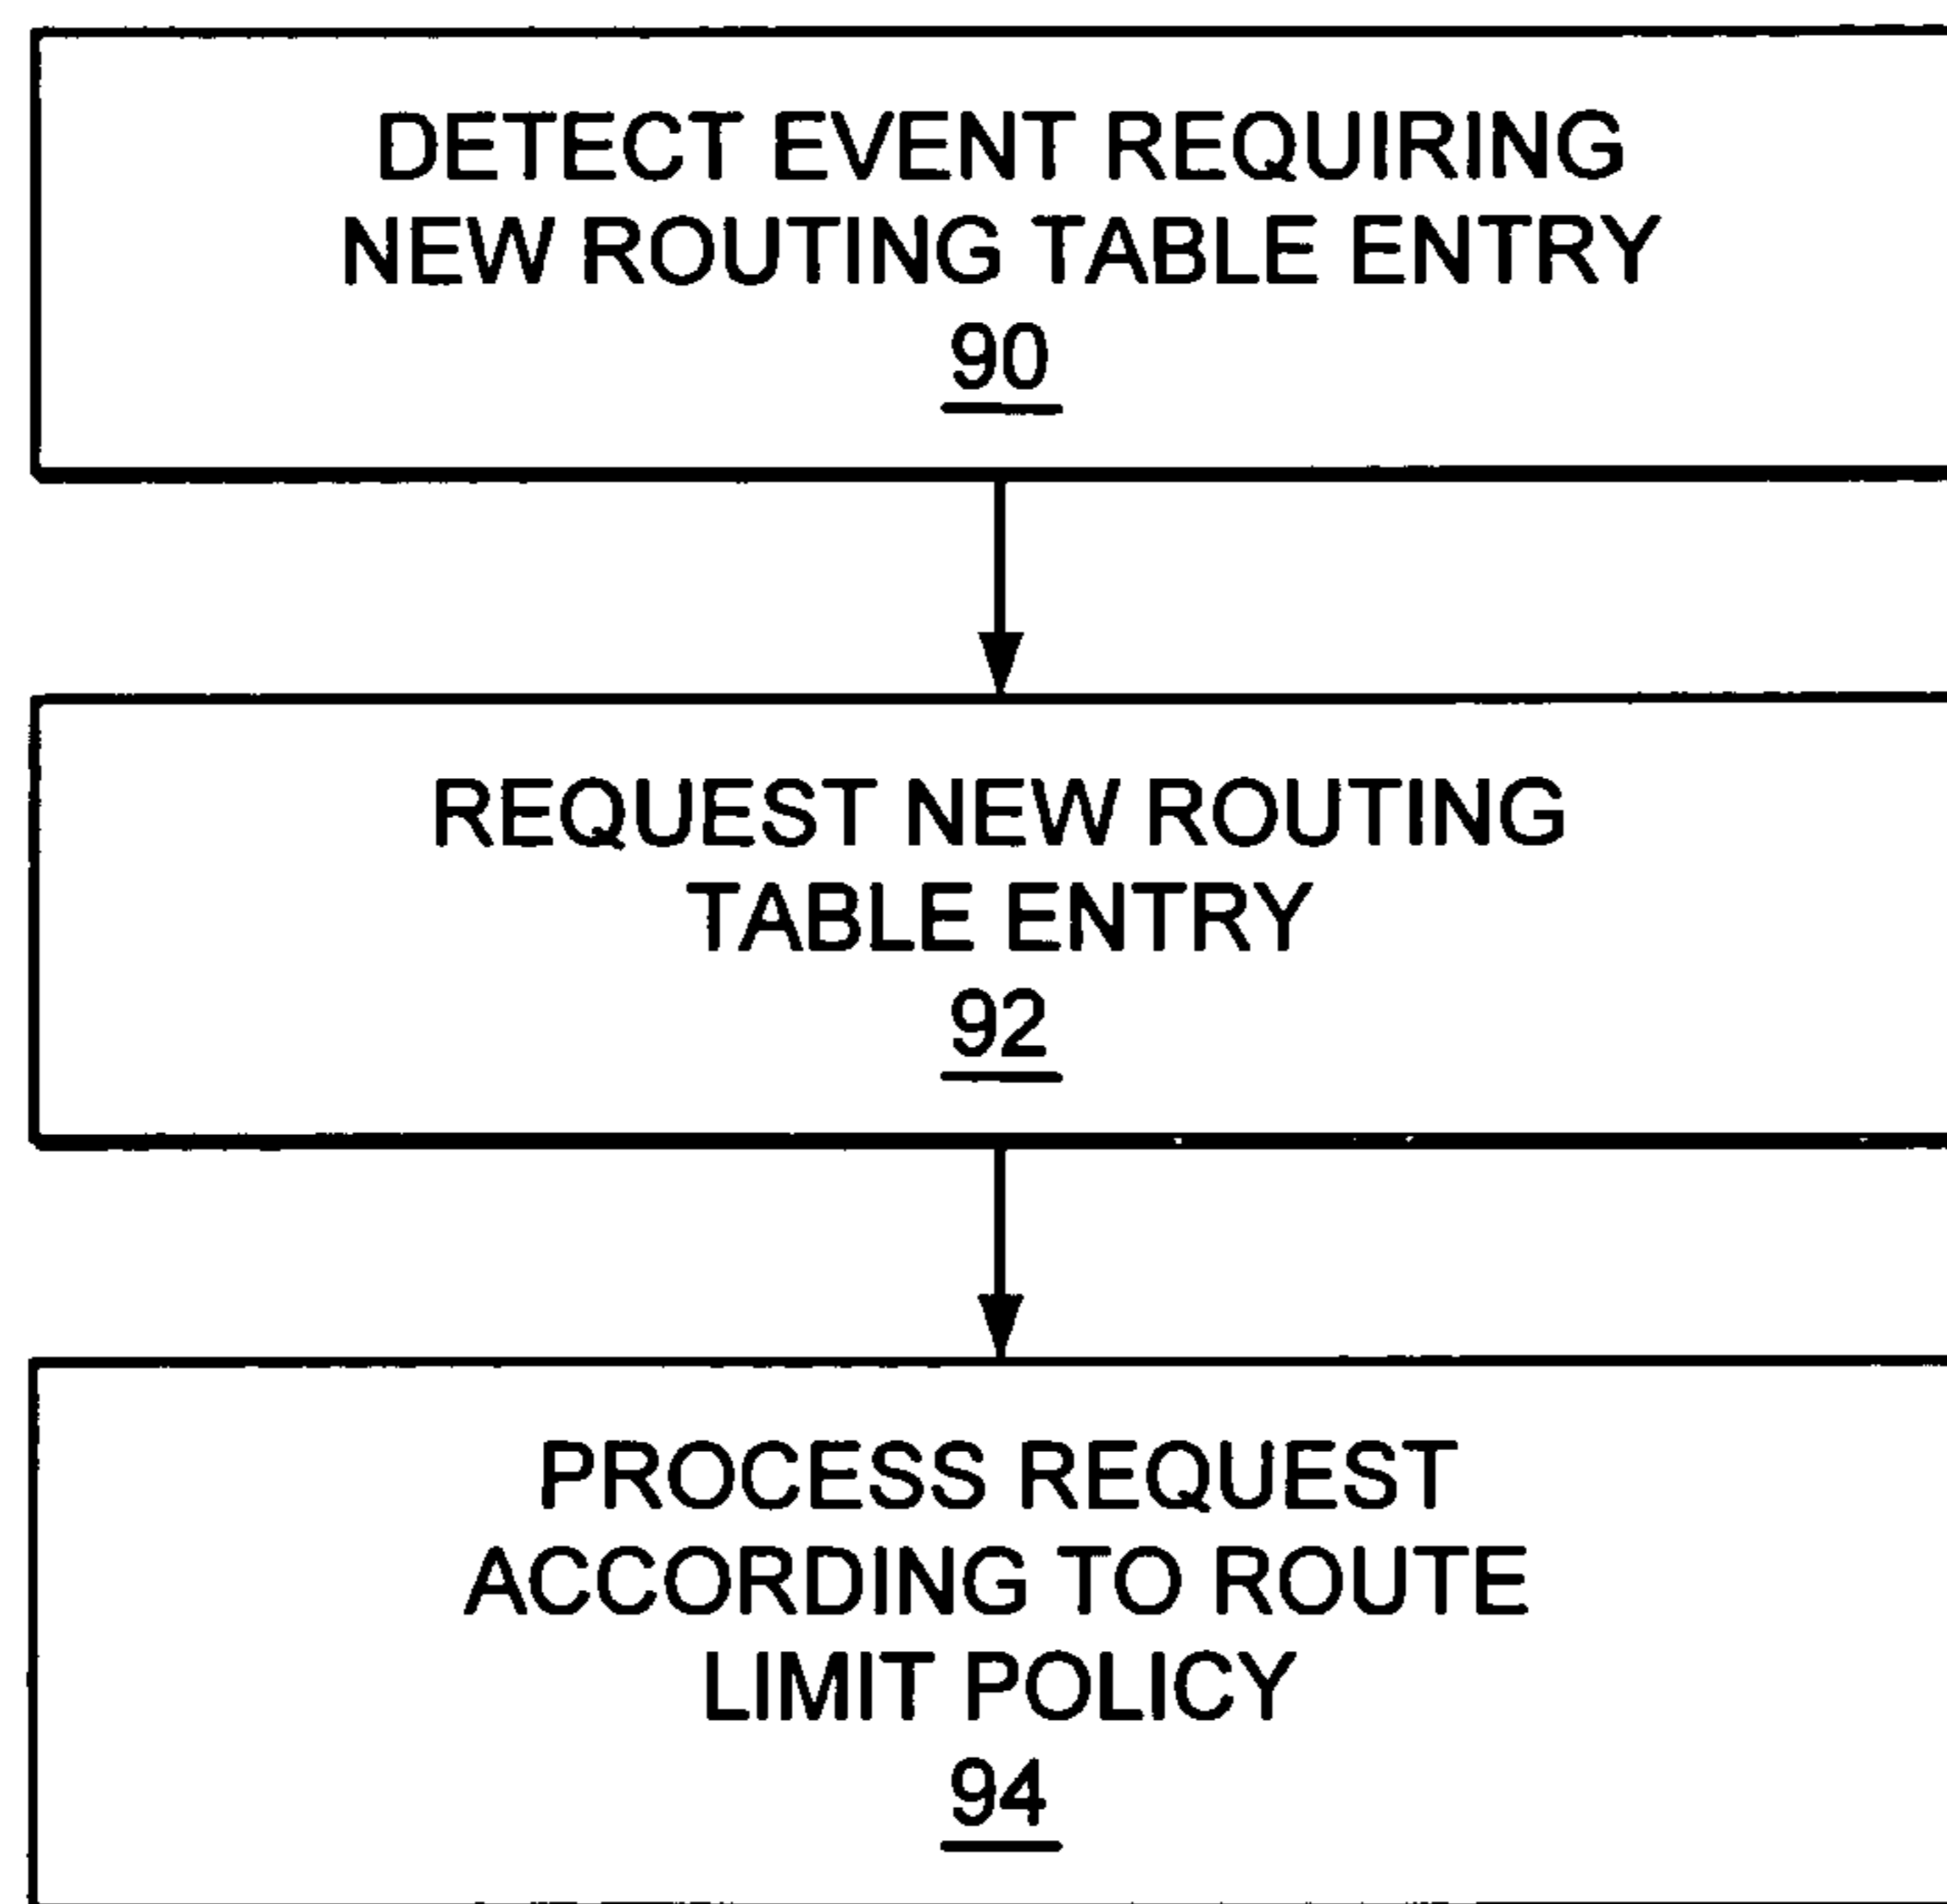 DETECT EVENT REQUIRING
NEW ROUTING TABLE ENTRY
90
REQUEST NEW ROUTING
TABLE ENTRY
92
PROCESS REQUEST
ACCORDING TO ROUTE
LIMIT POLICY
94